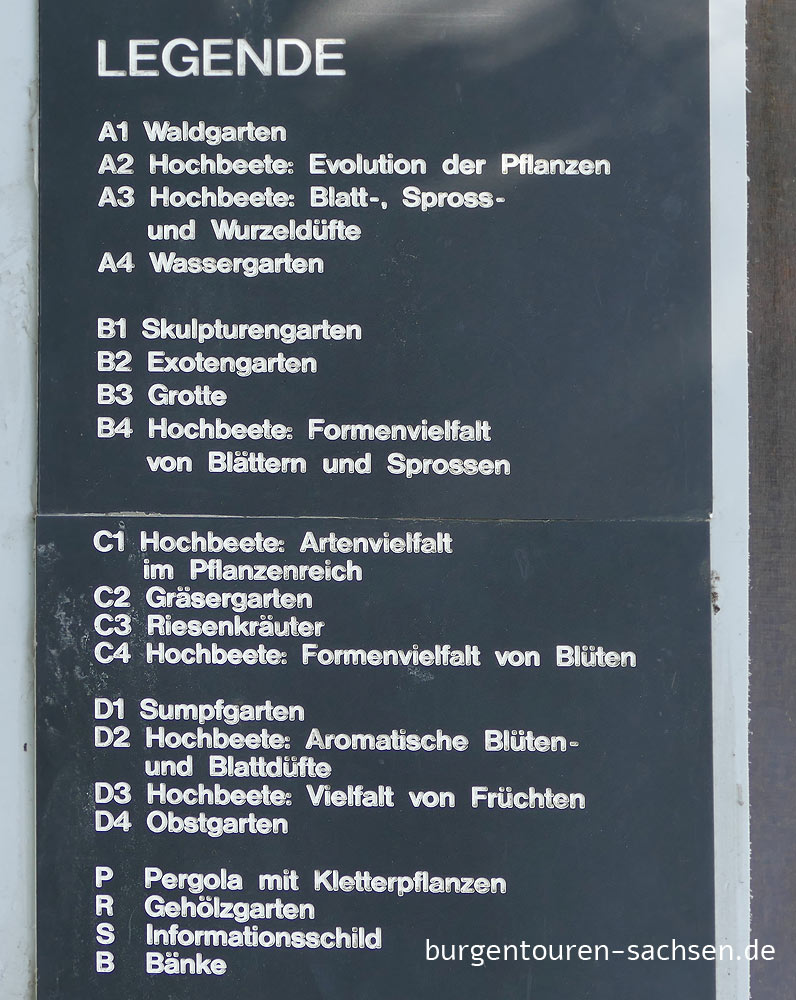 LEGENDE
A1 Waldgarten
A2 Hochbeete: Evolution der Pflanzen
A3 Hochbeete: Blatt-, Spross-
und Wurzeldüfte
A4 Wassergarten
B1 Skulpturengarten
B2 Exotengarten
B3 Grotte
B4 Hochbeete: Formenvielfalt
von Blättern und Sprossen
C1 Hochbeete: Artenvielfalt
im Pflanzenreich
C2 Gräsergarten
C3 Riesenkräuter
C4 Hochbeete: Formenvielfalt von Blüten
D1 Sumpfgarten
D2 Hochbeete: Aromatische Blüten-
und Blattdüfte
D3 Hochbeete: Vielfalt von Früchten
D4 Obstgarten
P Pergola mit Kletterpflanzen
R Gehölzgarten
S Informationsschild
B Bänke
burgentouren-sachsen.de